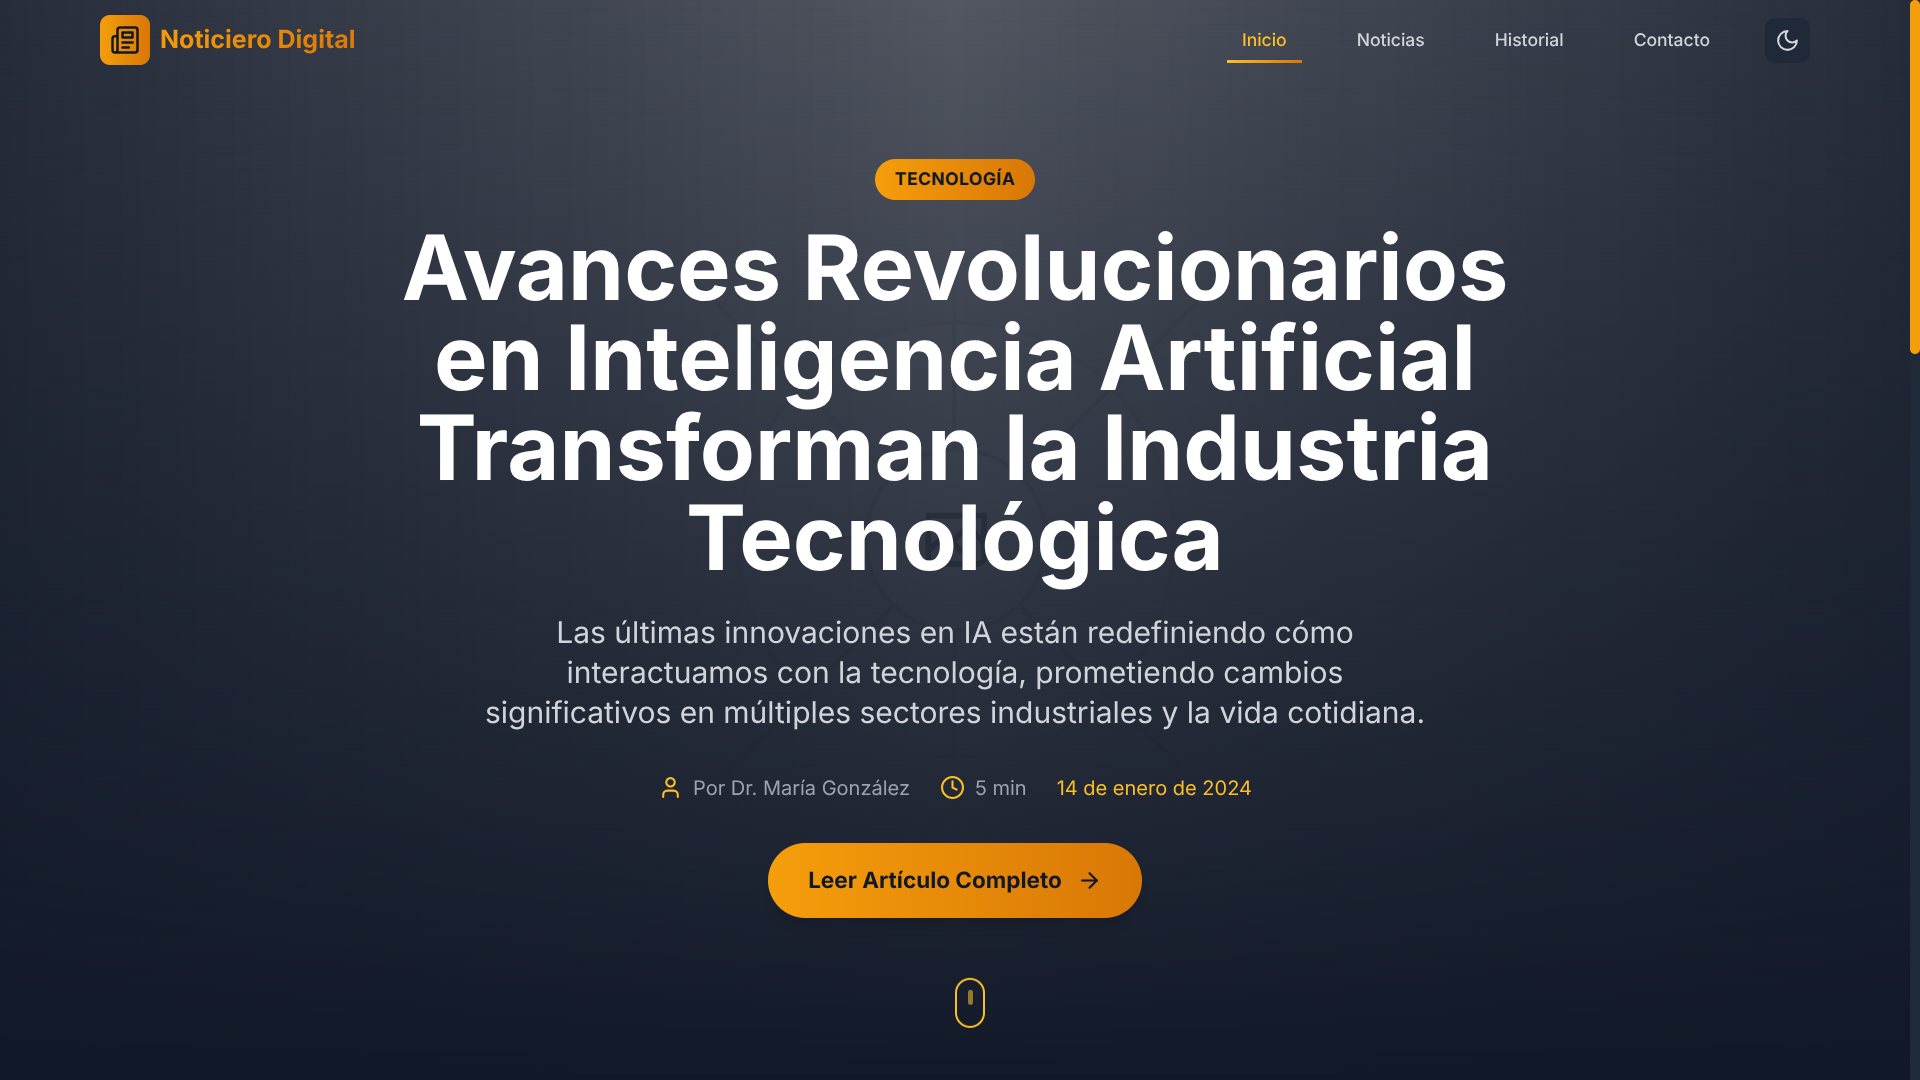 Noticiero Digital
Inicio
Noticias
Historial
Contacto
TECNOLOGÍA
Avances Revolucionarios
en Inteligencia Artificial
Transforman la Industria
Tecnológica
Las últimas innovaciones en IA están redefiniendo cómo
interactuamos con la tecnología, prometiendo cambios
significativos en múltiples sectores industriales y la vida cotidiana.
Por Dr. María González
5 min
14 de enero de 2024
Leer Artículo Completo